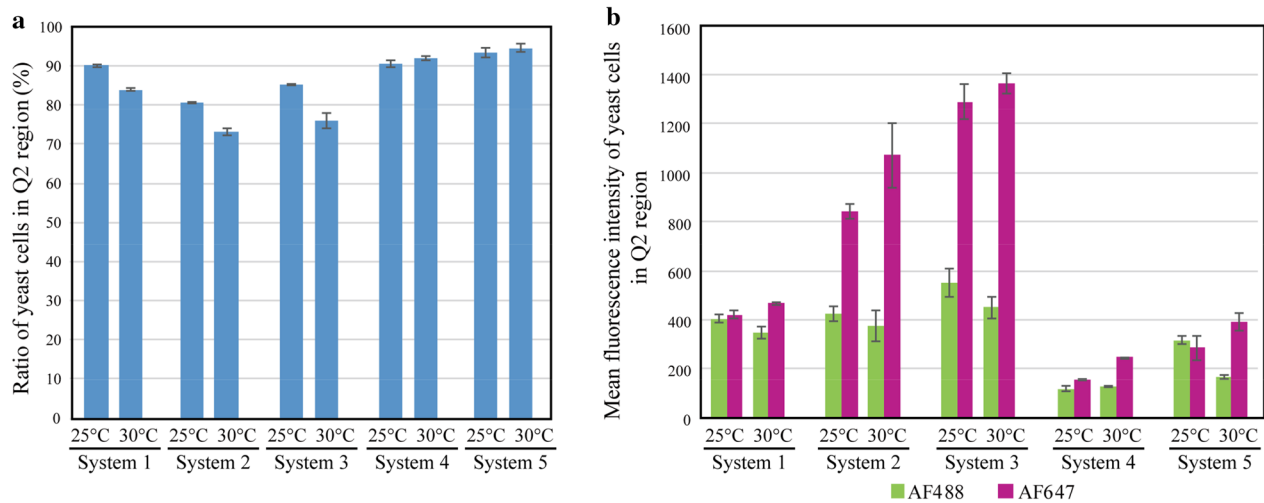 a
Ratio of yeast cells in Q2 region (%)
100
90
80
70
60
50
40
30
20
10
0
25°C 30°C 25°C 30°C 25°C 30°C 25°C 30°C 25°C 30°C
System 1 System 2 System 3 System 4 System 5
b
Mean fluorescence intensity of yeast cells
in Q2 region
1600
1400
1200
1000
800
600
400
200
0
25°C 30°C 25°C 30°C 25°C 30°C 25°C 30°C 25°C 30°C
System 1 System 2 System 3 System 4 System 5
AF488 AF647